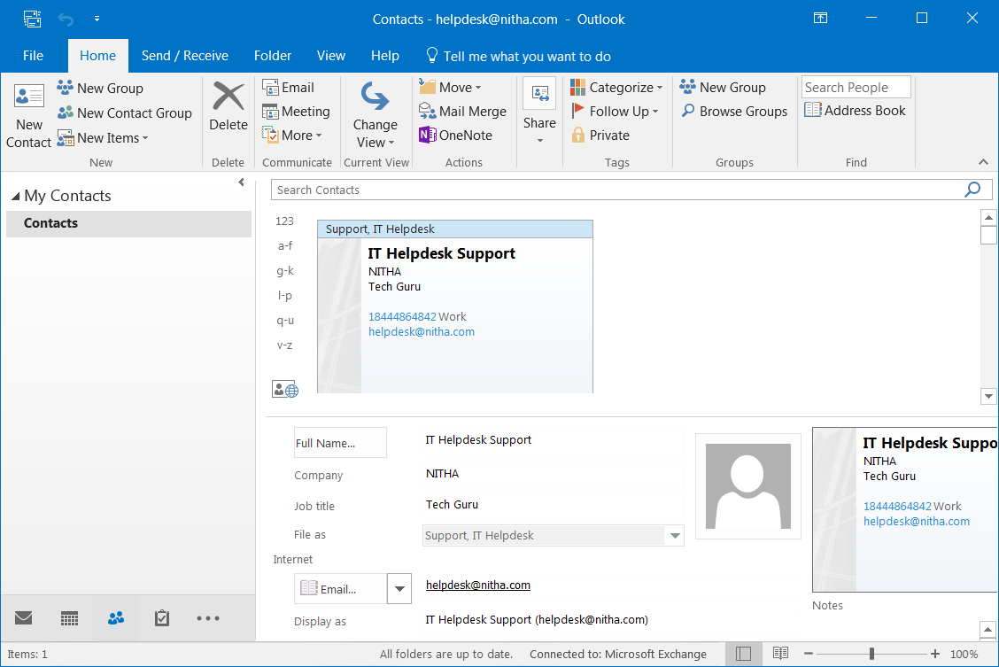 Contacts - helpdesk@nitha.com - Outlook
File Home Send / Receive Folder View Help Tell me what you want to do
New Contact
New Group
New Contact Group
New Items
New
Delete
Delete
Email
Meeting
More
Communicate
Change View
Current View
Move
Mail Merge
N OneNote
Actions
Share
Categorize
Follow Up
Private
Tags
New Group
Browse Groups
Groups
Search People
Address Book
Find
My Contacts
Contacts
Search Contacts
123
a-f
g-k
l-p
q-u
v-z
Support, IT Helpdesk
IT Helpdesk Support
NITHA
Tech Guru
18444864842 Work
helpdesk@nitha.com
Full Name... IT Helpdesk Support
Company NITHA
Job title Tech Guru
File as Support, IT Helpdesk
Internet
Email... helpdesk@nitha.com
Display as IT Helpdesk Support (helpdesk@nitha.com)
IT Helpdesk Suppo
NITHA
Tech Guru
18444864842 Work
helpdesk@nitha.com
Notes
Items: 1 All folders are up to date. Connected to: Microsoft Exchange 100%